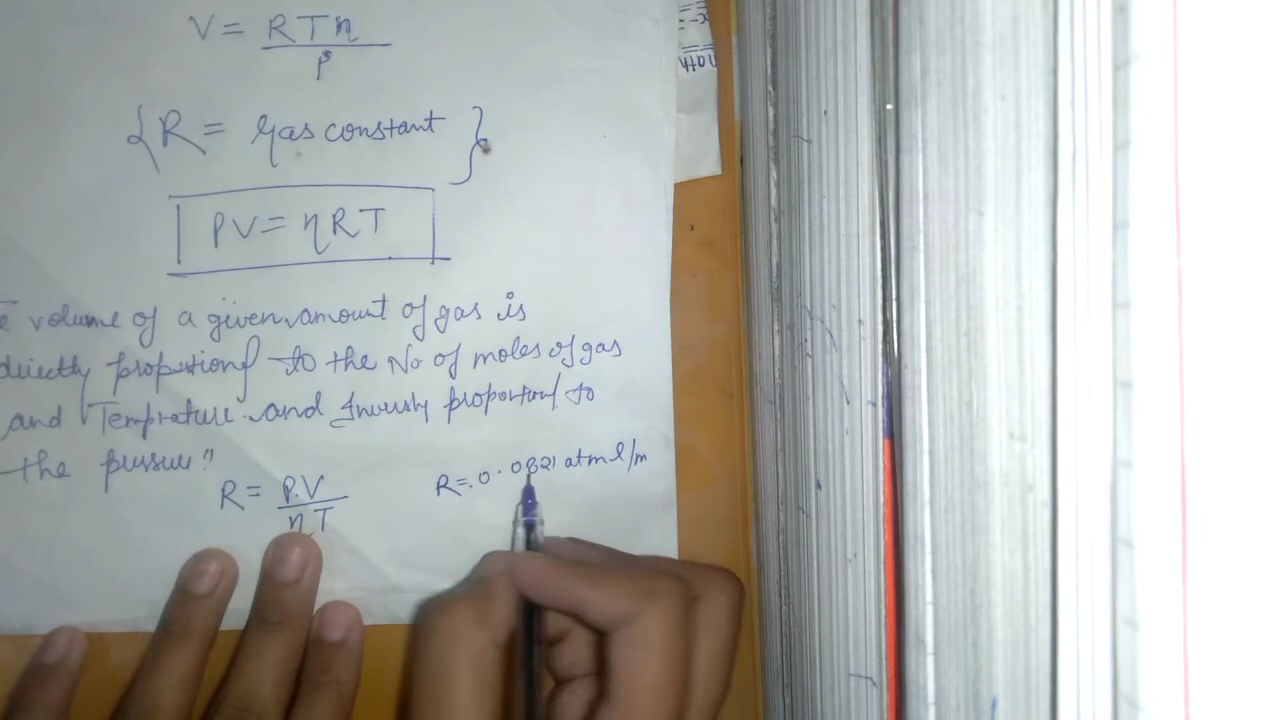 V = RTn
P
{R = gas constant}
PV = nRT
volume of a given amount of gas is
directly proportional to the No of moles of gas
and Temprature and Inversly proportional to
the pressure"
R = P.V
nT
R = 0.0821 atm l/m
math